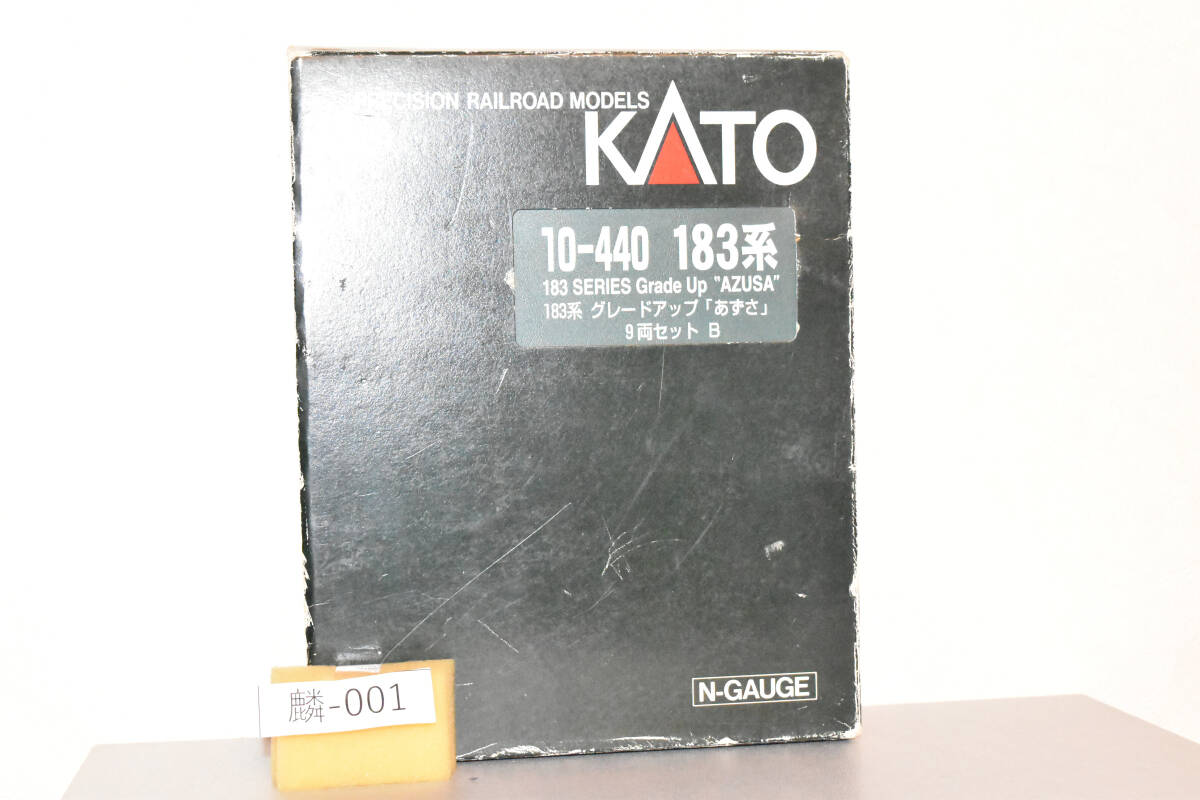 PRECISION RAILROAD MODELS
KATO
10-440 183系
183 SERIES Grade Up "AZUSA"
183系 グレードアップ「あずさ」
9両セット B
N-GAUGE
麟-001